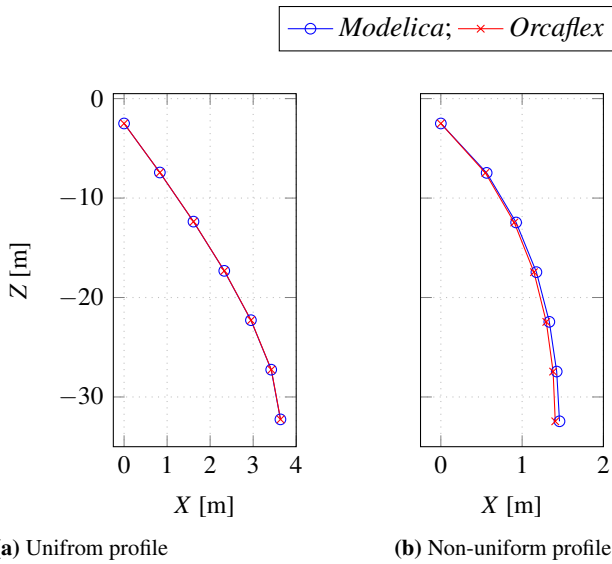 Modelica; Orcaflex
0
−10
−20
−30
Z [m]
0 1 2 3 4
X [m]
0 1 2
X [m]
(a) Unifrom profile
(b) Non-uniform profile